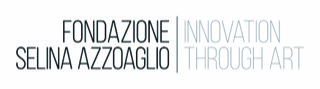 FONDAZIONE
SELINA AZZOAGLIO
INNOVATION
THROUGH ART